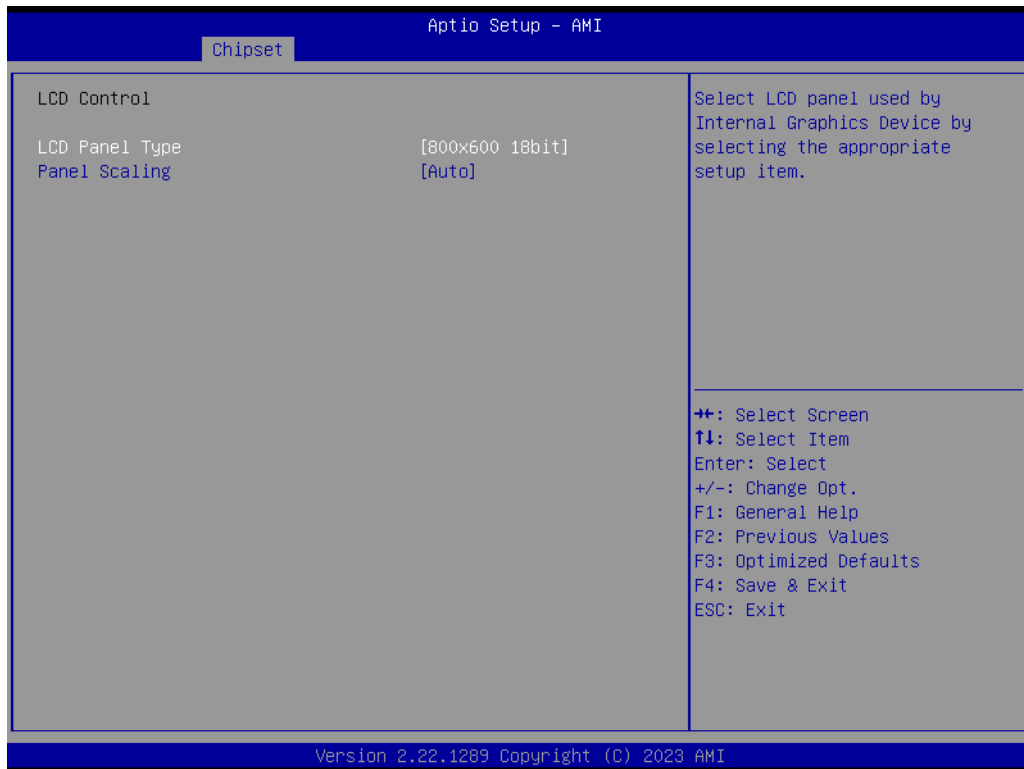 Aptio Setup – AMI
Chipset
LCD Control
LCD Panel Type [800x600 18bit]
Panel Scaling [Auto]
Select LCD panel used by
Internal Graphics Device by
selecting the appropriate
setup item.
→←: Select Screen
↑↓: Select Item
Enter: Select
+/-: Change Opt.
F1: General Help
F2: Previous Values
F3: Optimized Defaults
F4: Save & Exit
ESC: Exit
Version 2.22.1289 Copyright (C) 2023 AMI